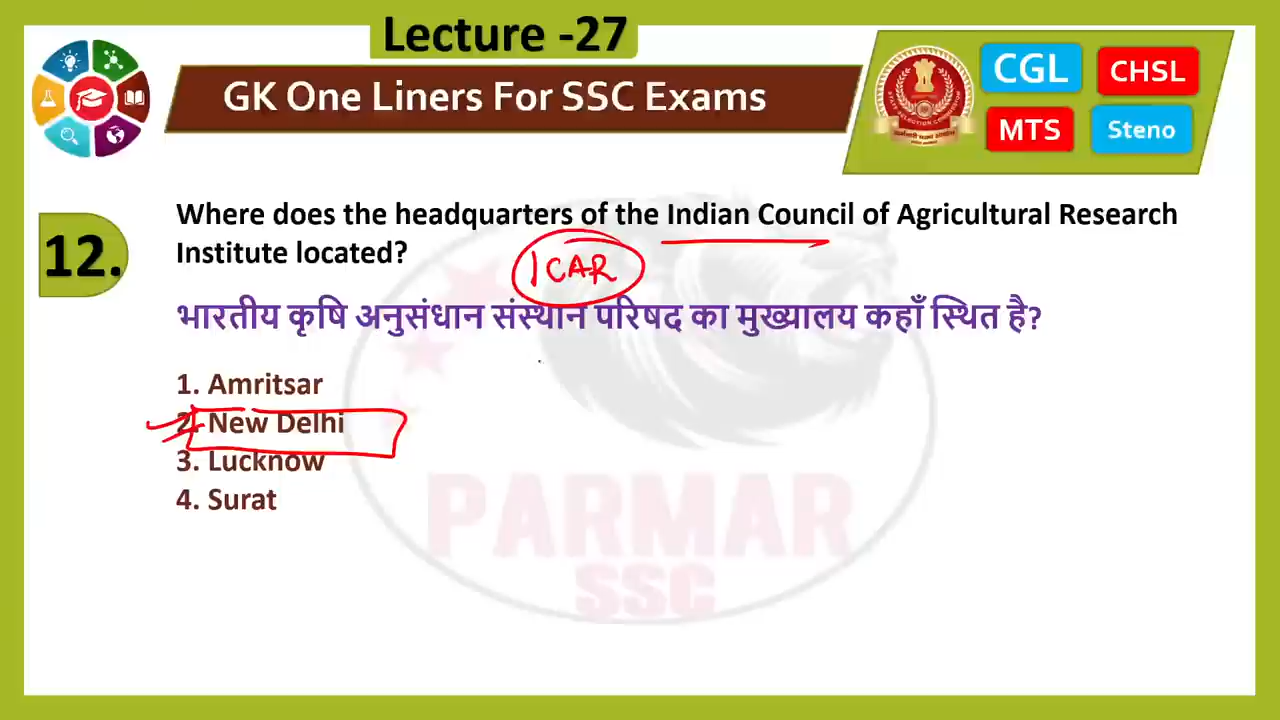 Lecture -27
GK One Liners For SSC Exams
CGL
CHSL
MTS
Steno
12.
Where does the headquarters of the Indian Council of Agricultural Research
Institute located?
ICAR
भारतीय कृषि अनुसंधान संस्थान परिषद का मुख्यालय कहाँ स्थित है?
1. Amritsar
2. New Delhi
3. Lucknow
4. Surat
PARMAR
SSC